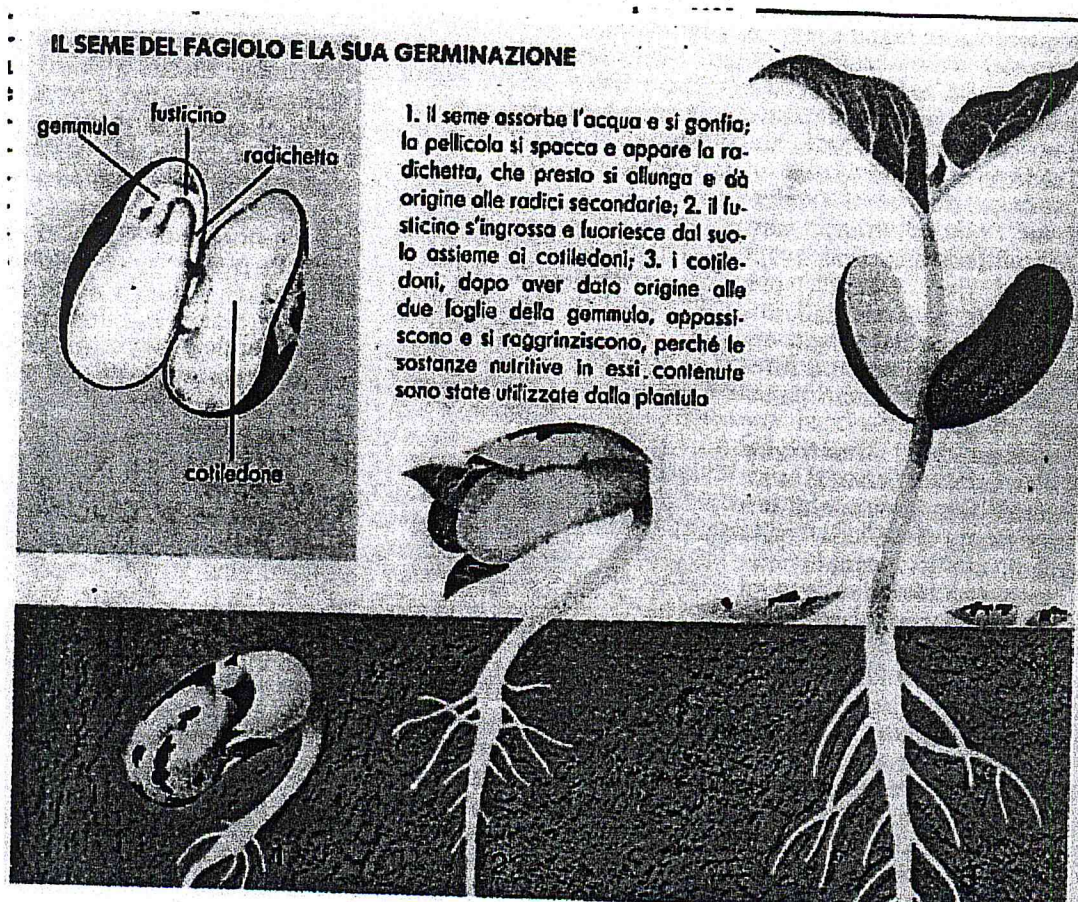 IL SEME DEL FAGIOLO E LA SUA GERMINAZIONE
gemmula
fusticino
radichetta
cotiledone
1. il seme assorbe l'acqua e si gonfia;
la pellicola si spacca e appare la ra-
dichetta, che presto si allunga e dà
origine alle radici secondarie; 2. il fu-
sticino s'ingrossa e fuoriesce dal suo-
lo assieme ai cotiledoni; 3. i cotile-
doni, dopo aver dato origine alle
due foglie della gemmula, appassi-
scono e si raggrinziscono, perché le
sostanze nutritive in essi contenute
sono state utilizzate dalla plantula
1
2